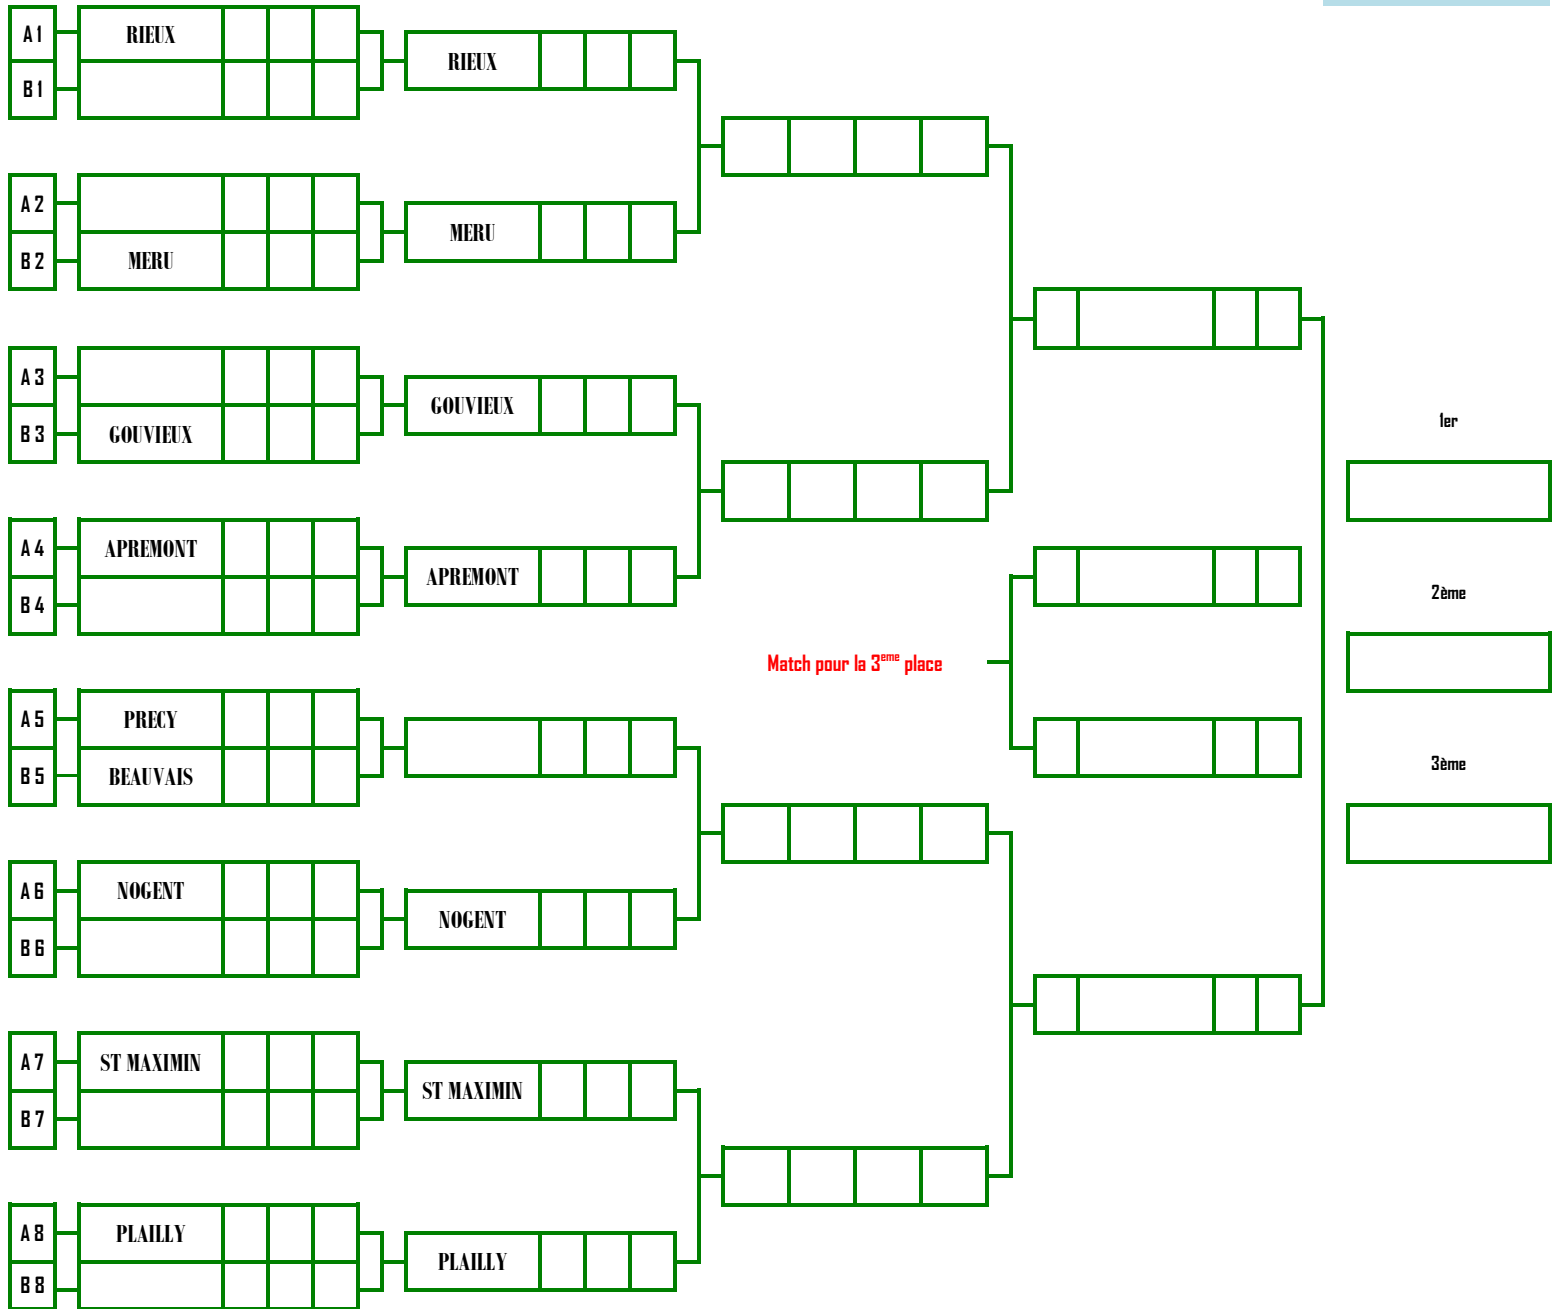 A 1 RIEUX
RIEUX
B 1
A 2
MERU
B 2 MERU
A 3
GOUVIEUX
B 3 GOUVIEUX
1er
A 4 APREMONT
APREMONT
B 4
2ème
Match pour la 3eme place
A 5 PRECY
B 5 BEAUVAIS
3ème
A 6 NOGENT
NOGENT
B 6
A 7 ST MAXIMIN
ST MAXIMIN
B 7
A 8 PLAILLY
PLAILLY
B 8